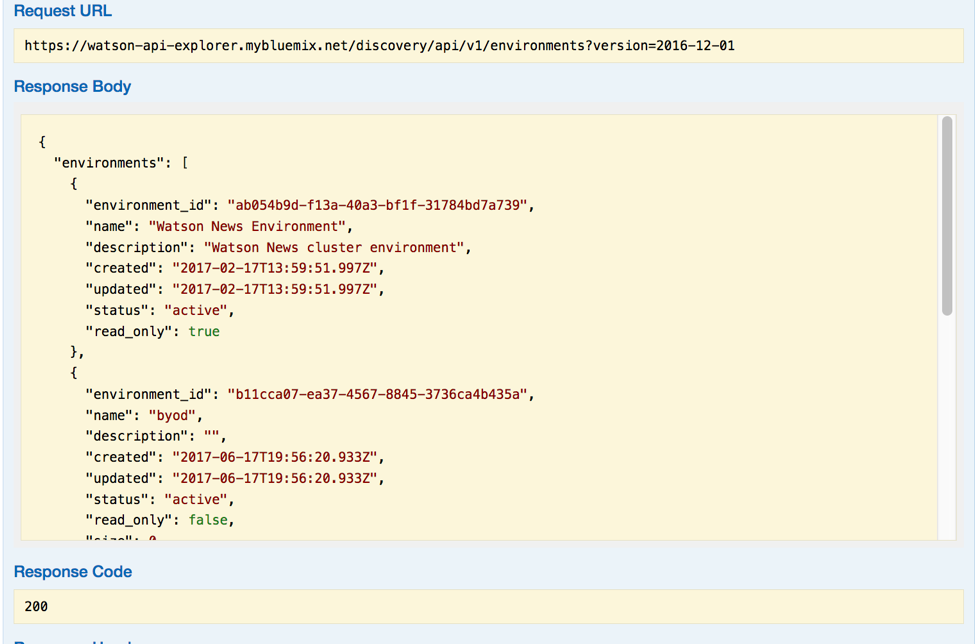 Request URL
https://watson-api-explorer.mybluemix.net/discovery/api/v1/environments?version=2016-12-01
Response Body
{
"environments": [
{
"environment_id": "ab054b9d-f13a-40a3-bf1f-31784bd7a739",
"name": "Watson News Environment",
"description": "Watson News cluster environment",
"created": "2017-02-17T13:59:51.997Z",
"updated": "2017-02-17T13:59:51.997Z",
"status": "active",
"read_only": true
},
{
"environment_id": "b11cca07-ea37-4567-8845-3736ca4b435a",
"name": "byod",
"description": "",
"created": "2017-06-17T19:56:20.933Z",
"updated": "2017-06-17T19:56:20.933Z",
"status": "active",
"read_only": false,
"size": 0
Response Code
200